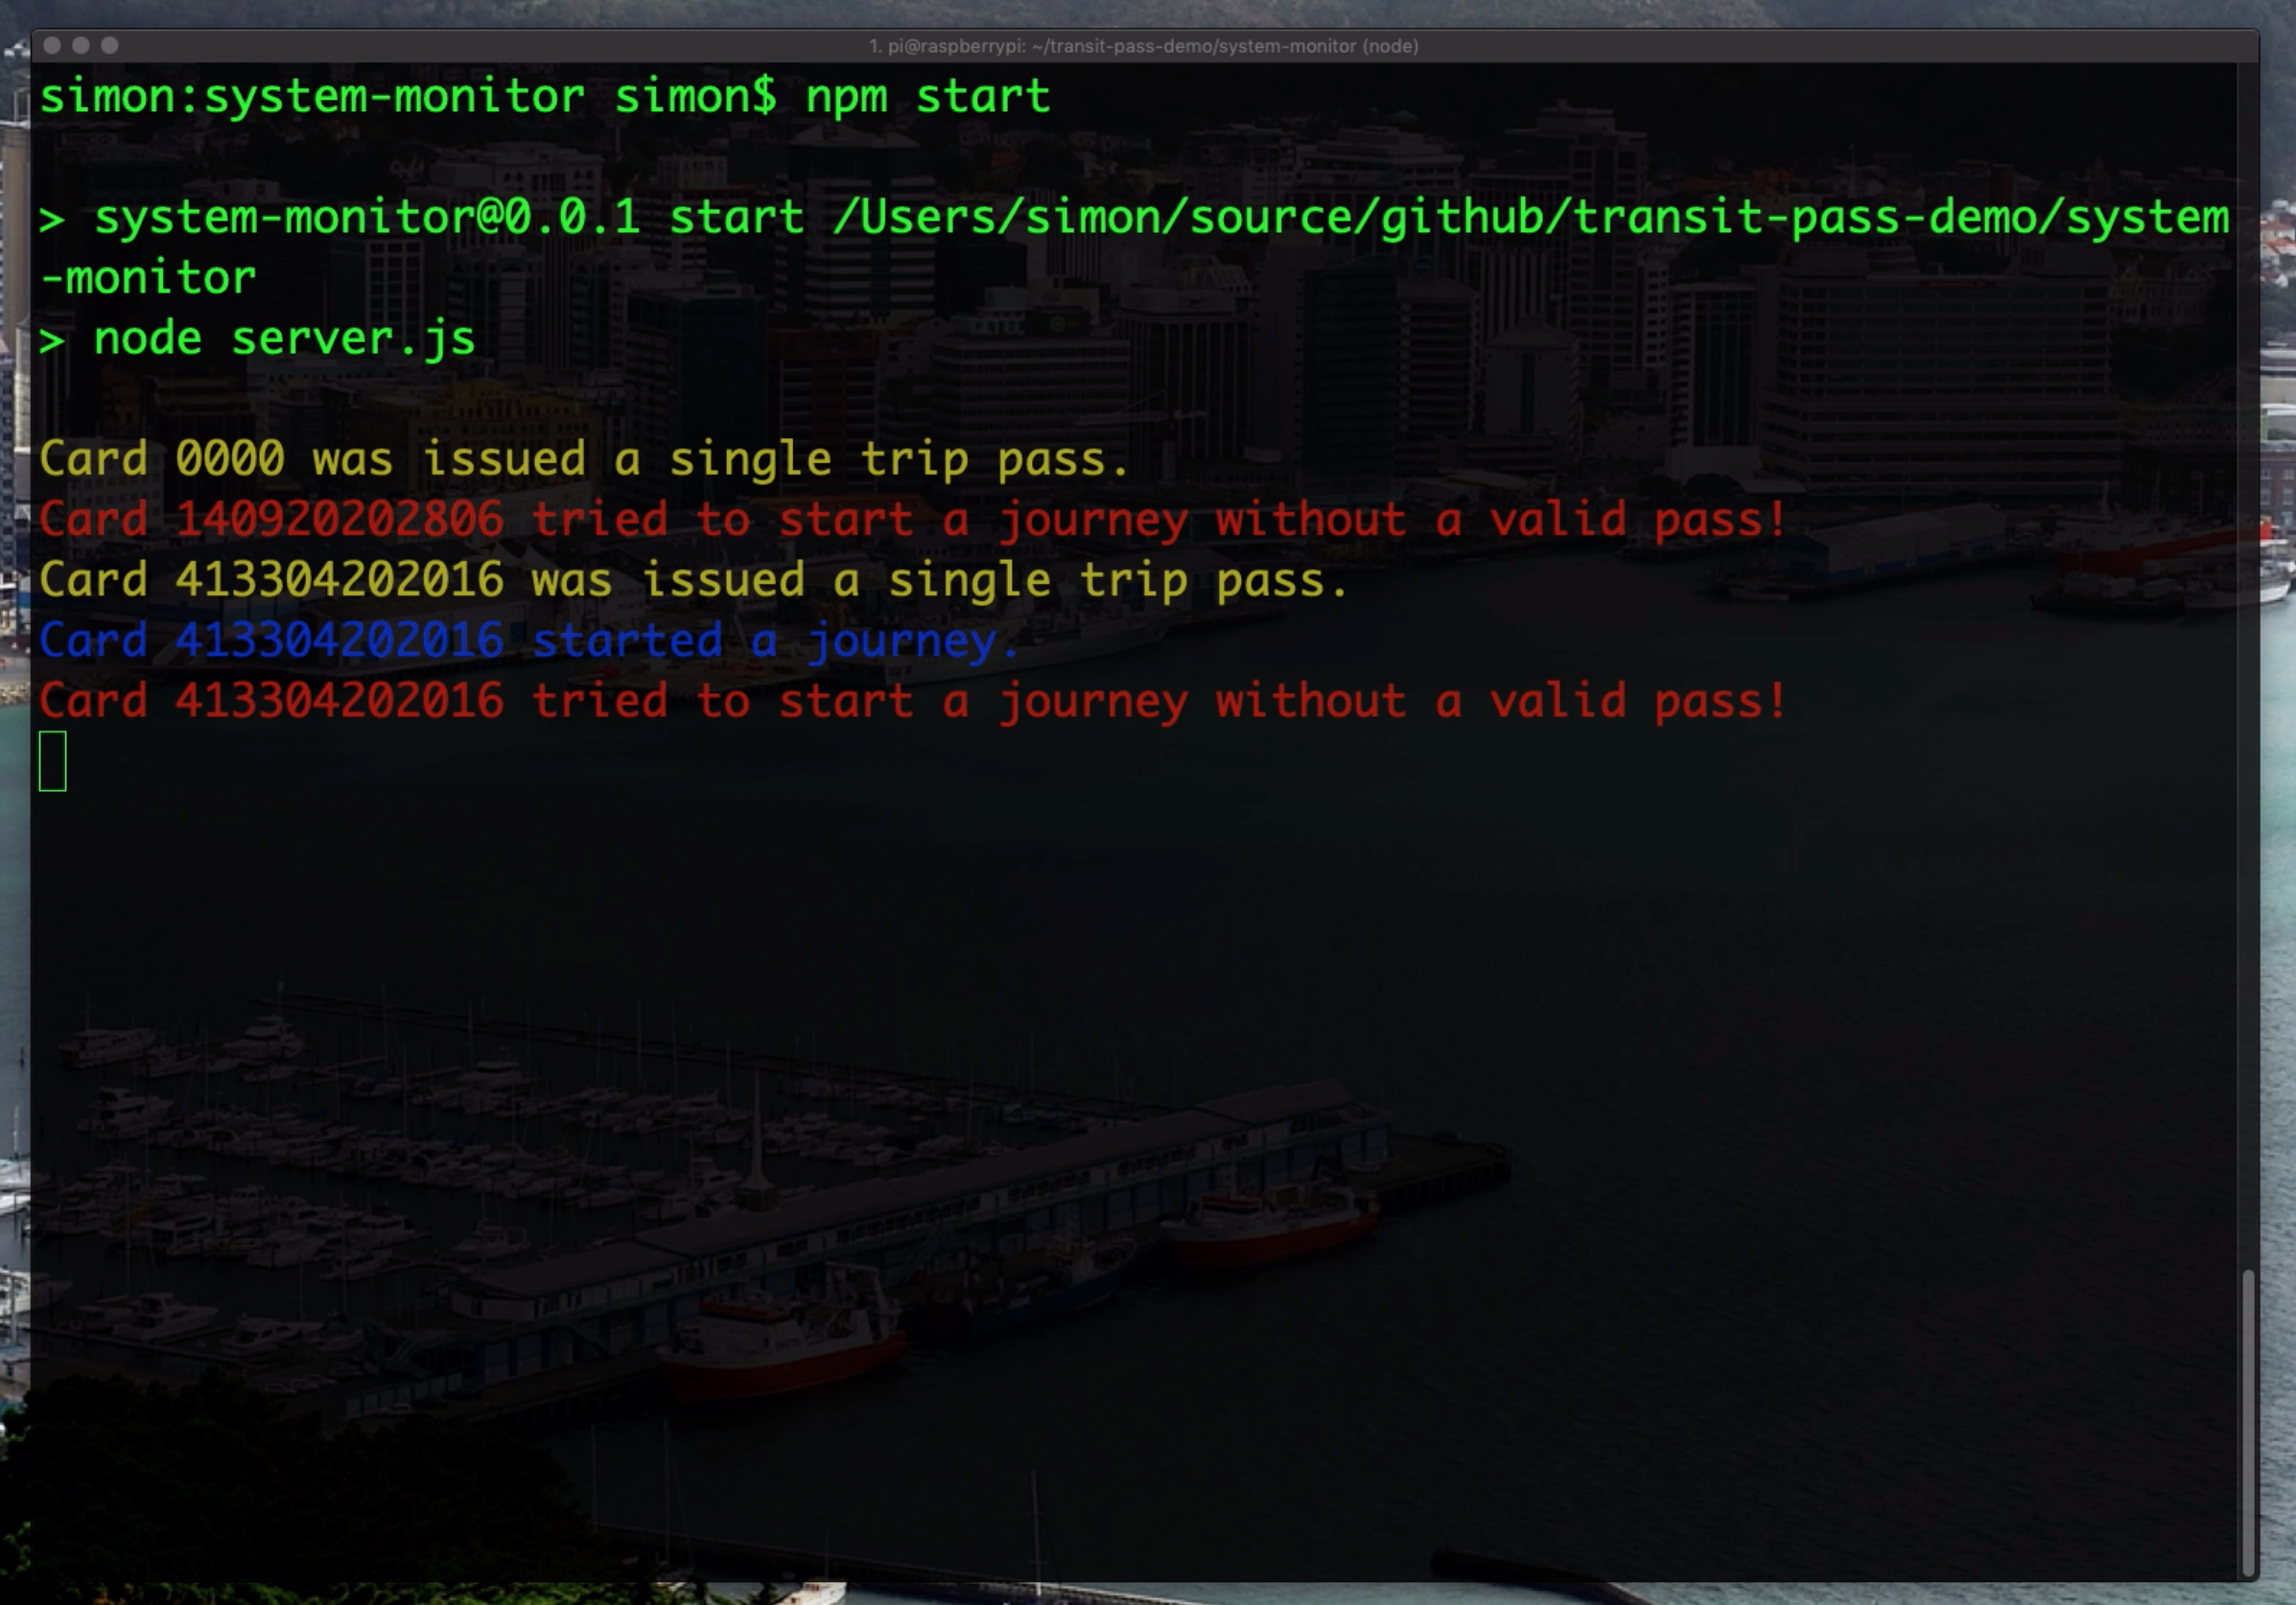 1. pi@raspberrypi: ~/transit-pass-demo/system-monitor (node)
simon:system-monitor simon$ npm start
> system-monitor@0.0.1 start /Users/simon/source/github/transit-pass-demo/system
-monitor
> node server.js
Card 0000 was issued a single trip pass.
Card 140920202806 tried to start a journey without a valid pass!
Card 413304202016 was issued a single trip pass.
Card 413304202016 started a journey.
Card 413304202016 tried to start a journey without a valid pass!